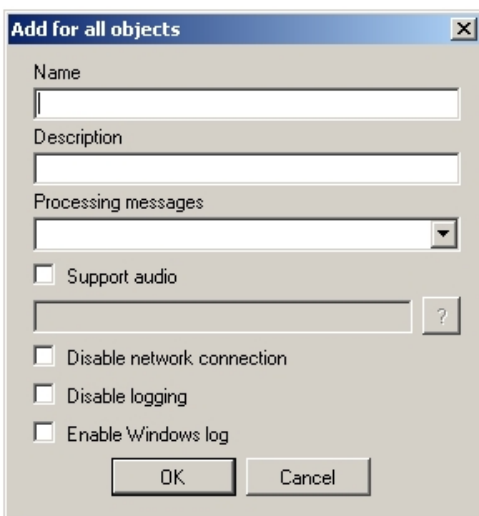 Add for all objects
Name
Description
Processing messages
Support audio
?
Disable network connection
Disable logging
Enable Windows log
OK Cancel